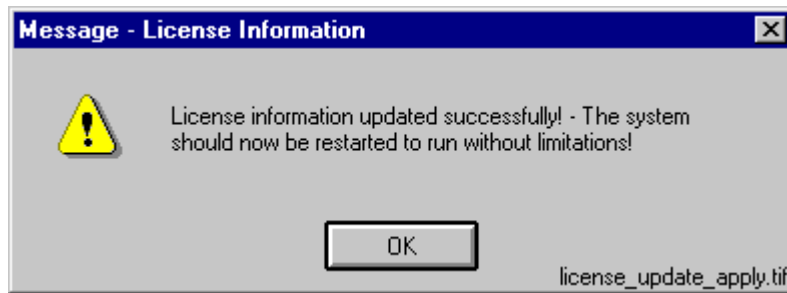 Message - License Information
License information updated successfully! - The system
should now be restarted to run without limitations!
OK
license_update_apply.tif